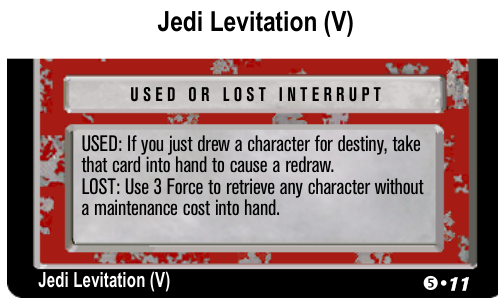 Jedi Levitation (V)
USED OR LOST INTERRUPT
USED: If you just drew a character for destiny, take
that card into hand to cause a redraw.
LOST: Use 3 Force to retrieve any character without
a maintenance cost into hand.
Jedi Levitation (V) ❺•11